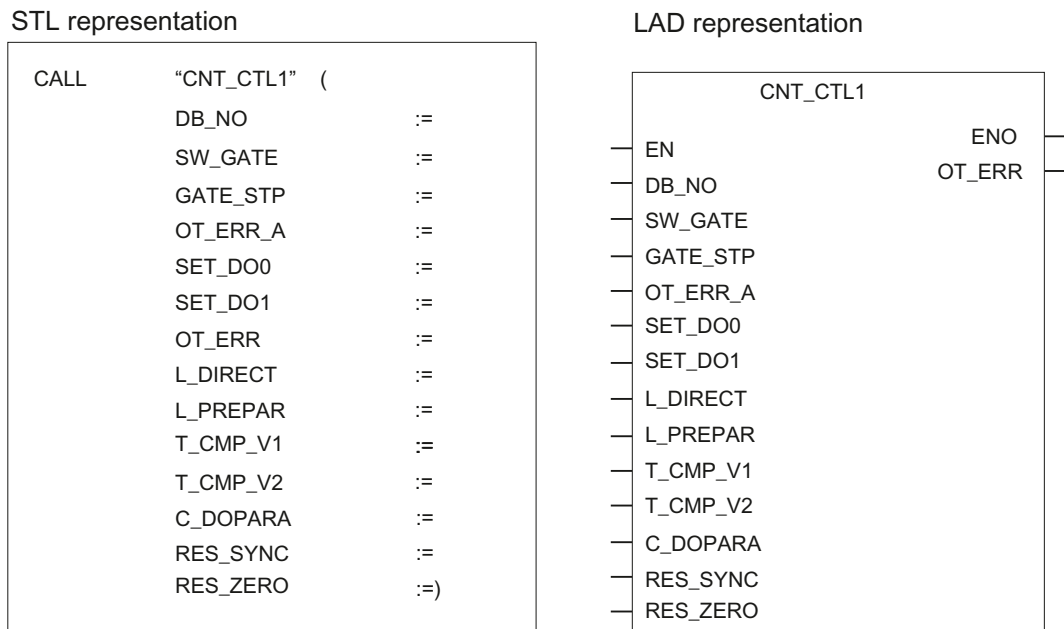 STL representation
CALL “CNT_CTL1” (
DB_NO :=
SW_GATE :=
GATE_STP :=
OT_ERR_A :=
SET_DO0 :=
SET_DO1 :=
OT_ERR :=
L_DIRECT :=
L_PREPAR :=
T_CMP_V1 :=
T_CMP_V2 :=
C_DOPARA :=
RES_SYNC :=
RES_ZERO :=)
LAD representation
CNT_CTL1
EN
DB_NO
SW_GATE
GATE_STP
OT_ERR_A
SET_DO0
SET_DO1
L_DIRECT
L_PREPAR
T_CMP_V1
T_CMP_V2
C_DOPARA
RES_SYNC
RES_ZERO
ENO
OT_ERR